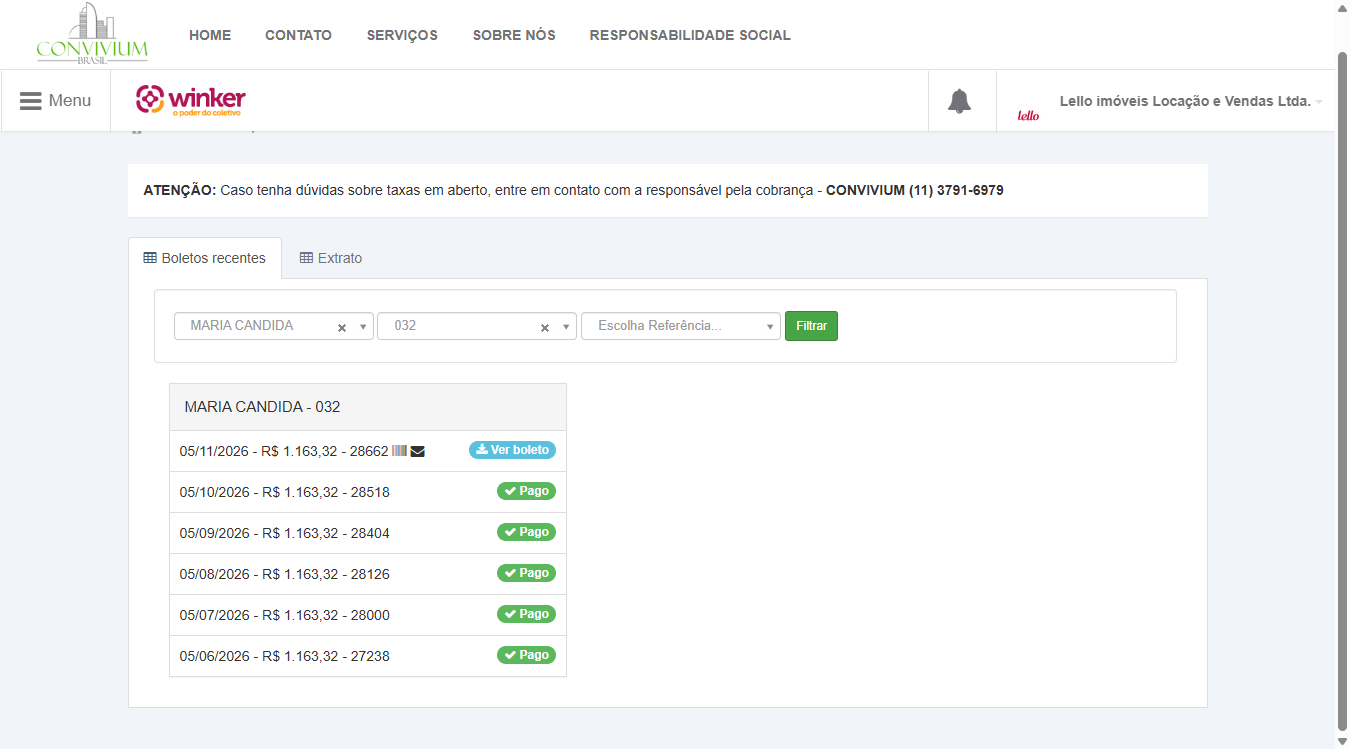 CONVIVIUM
BRASIL
HOME CONTATO SERVIÇOS SOBRE NÓS RESPONSABILIDADE SOCIAL
Menu
winker
o poder do coletivo
lello
Lello imóveis Locação e Vendas Ltda.
ATENÇÃO: Caso tenha dúvidas sobre taxas em aberto, entre em contato com a responsável pela cobrança - CONVIVIUM (11) 3791-6979
Boletos recentes Extrato
MARIA CANDIDA × 032 × Escolha Referência... Filtrar
MARIA CANDIDA - 032
05/11/2026 - R$ 1.163,32 - 28662 Ver boleto
05/10/2026 - R$ 1.163,32 - 28518 Pago
05/09/2026 - R$ 1.163,32 - 28404 Pago
05/08/2026 - R$ 1.163,32 - 28126 Pago
05/07/2026 - R$ 1.163,32 - 28000 Pago
05/06/2026 - R$ 1.163,32 - 27238 Pago